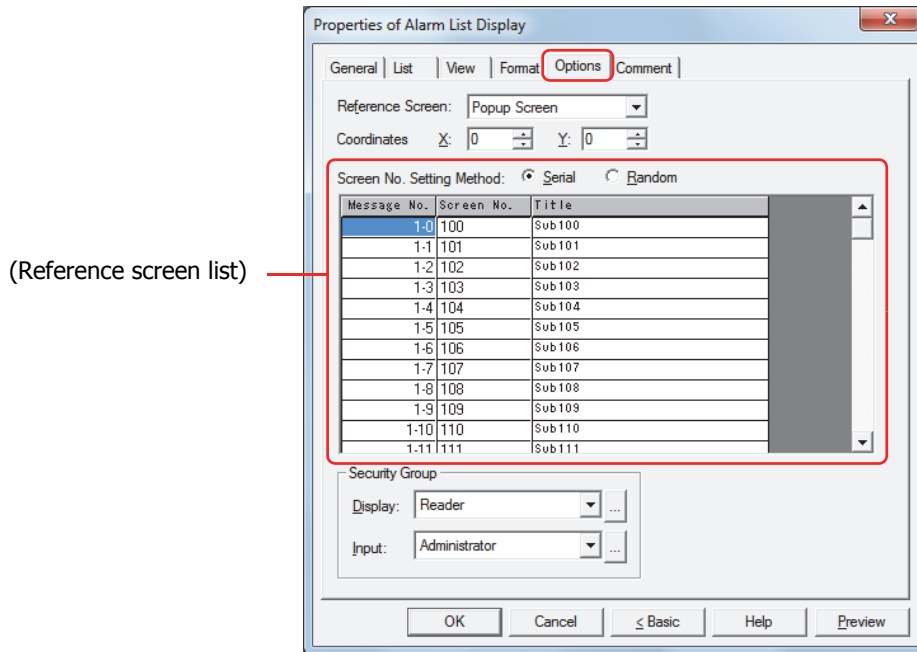 Properties of Alarm List Display
General List View Format Options Comment
Reference Screen: Popup Screen
Coordinates X: 0 Y: 0
Screen No. Setting Method: Serial Random
Message No. Screen No. Title
1-0 100 Sub100
1-1 101 Sub101
(Reference screen list) 1-2 102 Sub102
1-3 103 Sub103
1-4 104 Sub104
1-5 105 Sub105
1-6 106 Sub106
1-7 107 Sub107
1-8 108 Sub108
1-9 109 Sub109
1-10 110 Sub110
1-11 111 Sub111
Security Group
Display: Reader ...
Input: Administrator ...
OK Cancel < Basic Help Preview